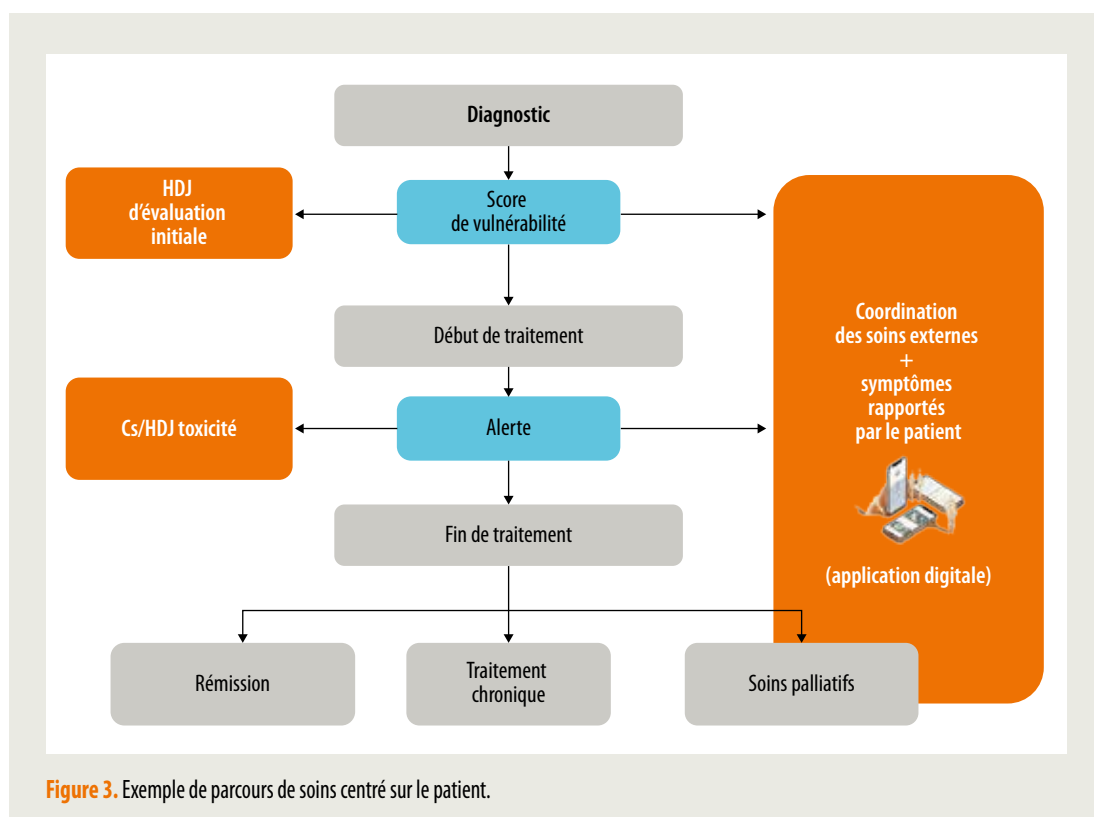 Diagnostic
HDJ
d'évaluation
initiale
Score
de vulnérabilité
Début de traitement
Cs/HDJ toxicité
Alerte
Coordination
des soins externes
+
symptômes
rapportés
par le patient
(application digitale)
Fin de traitement
Rémission
Traitement
chronique
Soins palliatifs
Figure 3. Exemple de parcours de soins centré sur le patient.